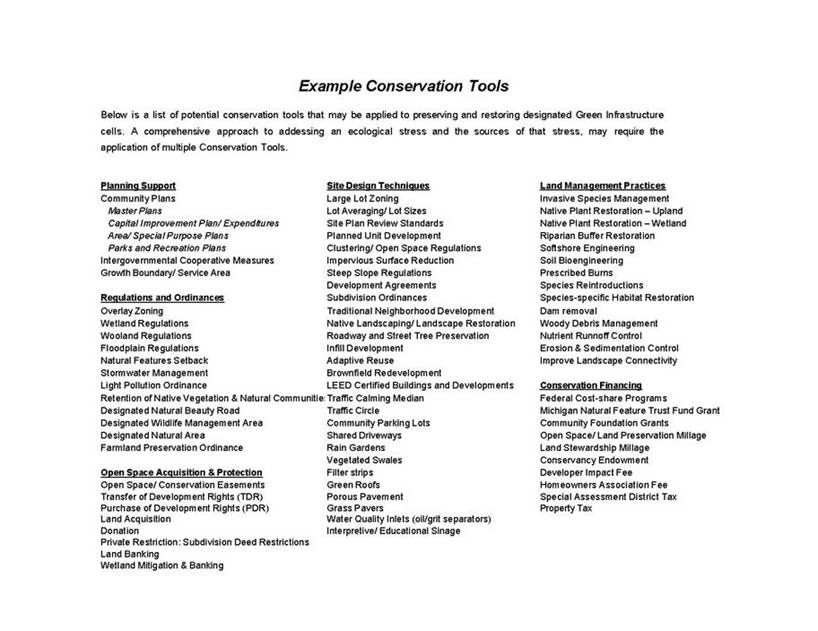 Example Conservation Tools
Below is a list of potential conservation tools that may be applied to preserving and restoring designated Green Infrastructure
cells. A comprehensive approach to addressing an ecological stress and the sources of that stress, may require the
application of multiple Conservation Tools.
Planning Support
Community Plans
Master Plans
Capital Improvement Plan/ Expenditures
Area/ Special Purpose Plans
Parks and Recreation Plans
Intergovernmental Cooperative Measures
Growth Boundary/ Service Area
Regulations and Ordinances
Overlay Zoning
Wetland Regulations
Wooland Regulations
Floodplain Regulations
Natural Features Setback
Stormwater Management
Light Pollution Ordinance
Retention of Native Vegetation & Natural Communitie
Designated Natural Beauty Road
Designated Wildlife Management Area
Designated Natural Area
Farmland Preservation Ordinance
Open Space Acquisition & Protection
Open Space/ Conservation Easements
Transfer of Development Rights (TDR)
Purchase of Development Rights (PDR)
Land Acquisition
Donation
Private Restriction: Subdivision Deed Restrictions
Land Banking
Wetland Mitigation & Banking
Site Design Techniques
Large Lot Zoning
Lot Averaging/ Lot Sizes
Site Plan Review Standards
Planned Unit Development
Clustering/ Open Space Regulations
Impervious Surface Reduction
Steep Slope Regulations
Development Agreements
Subdivision Ordinances
Traditional Neighborhood Development
Native Landscaping/ Landscape Restoration
Roadway and Street Tree Preservation
Infill Development
Adaptive Reuse
Brownfield Redevelopment
LEED Certified Buildings and Developments
Traffic Calming Median
Traffic Circle
Community Parking Lots
Shared Driveways
Rain Gardens
Vegetated Swales
Filter strips
Green Roofs
Porous Pavement
Grass Pavers
Water Quality Inlets (oil/grit separators)
Interpretive/ Educational Sinage
Land Management Practices
Invasive Species Management
Native Plant Restoration – Upland
Native Plant Restoration – Wetland
Riparian Buffer Restoration
Softshore Engineering
Soil Bioengineering
Prescribed Burns
Species Reintroductions
Species-specific Habitat Restoration
Dam removal
Woody Debris Management
Nutrient Runnoff Control
Erosion & Sedimentation Control
Improve Landscape Connectivity
Conservation Financing
Federal Cost-share Programs
Michigan Natural Feature Trust Fund Grant
Community Foundation Grants
Open Space/ Land Preservation Millage
Land Stewardship Millage
Conservancy Endowment
Developer Impact Fee
Homeowners Association Fee
Special Assessment District Tax
Property Tax